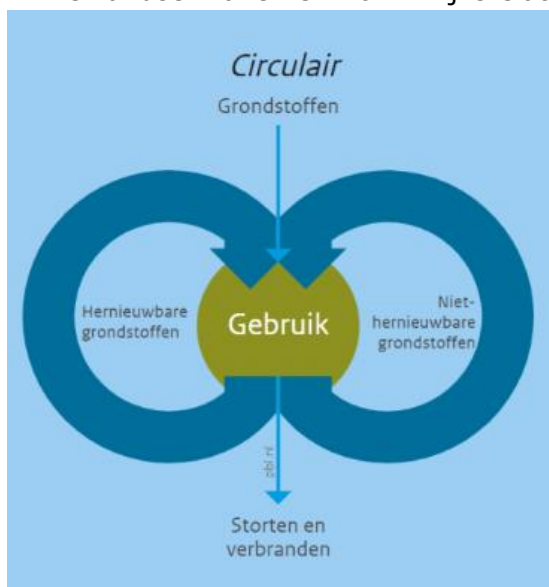 Circulair
Grondstoffen
Hernieuwbare
grondstoffen
Gebruik
Niet-
hernieuwbare
grondstoffen
pbl.nl
Storten en
verbranden